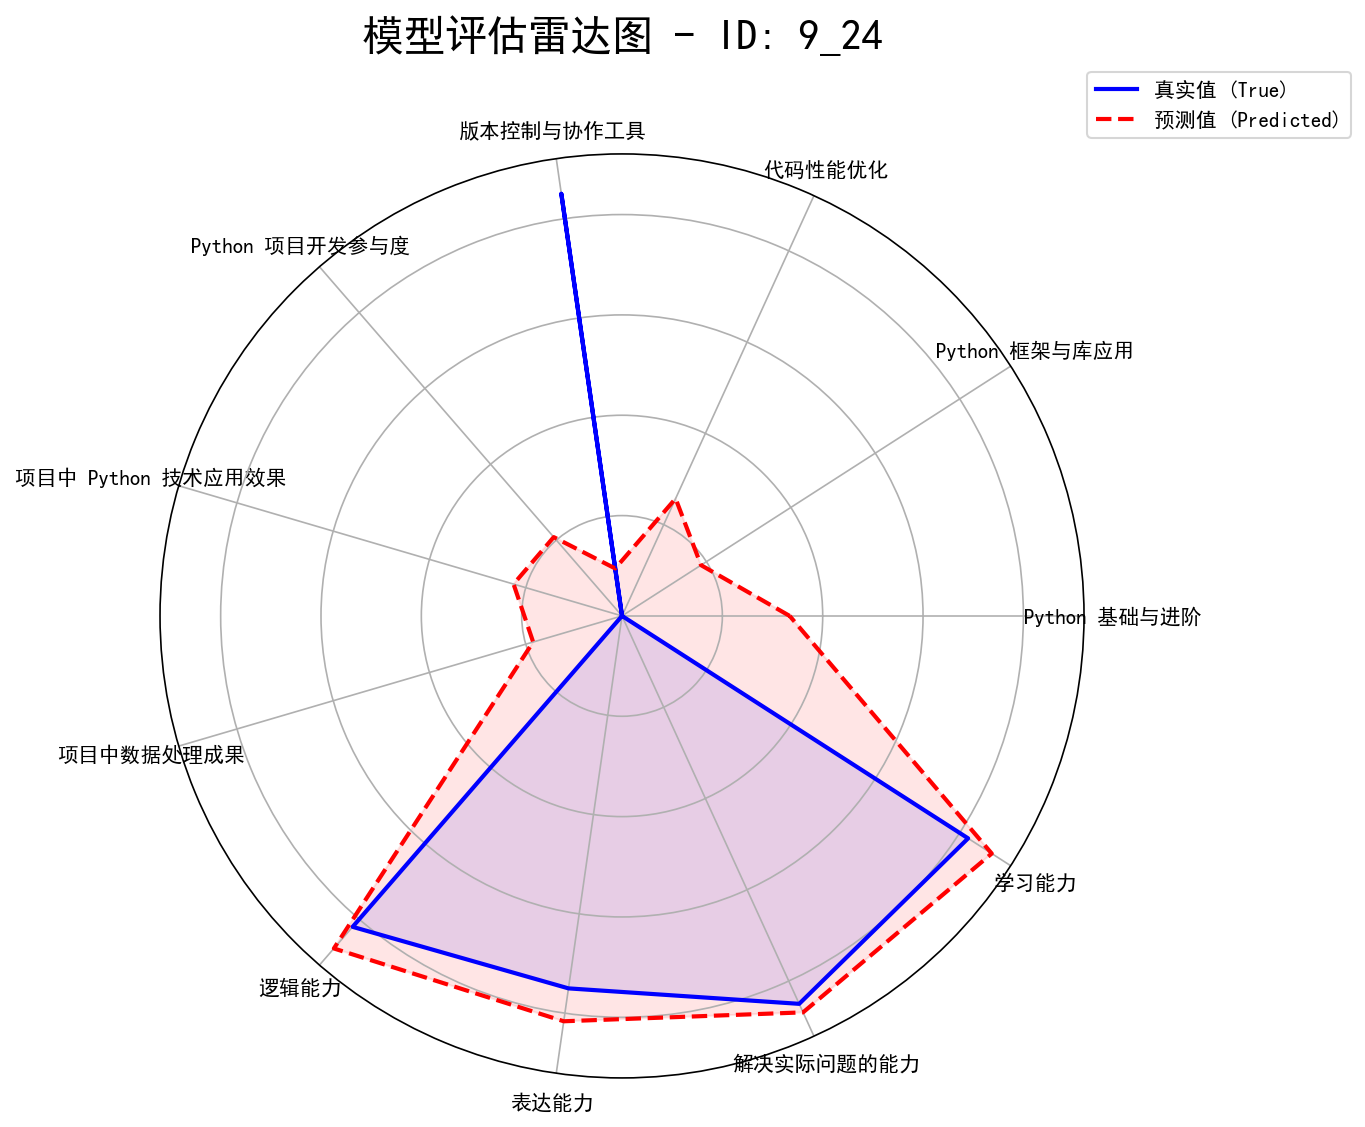 模型评估雷达图 - ID: 9_24
真实值 (True)
预测值 (Predicted)
版本控制与协作工具
代码性能优化
Python 项目开发参与度
Python 框架与库应用
项目中 Python 技术应用效果
Python 基础与进阶
项目中数据处理成果
学习能力
逻辑能力
解决实际问题的能力
表达能力